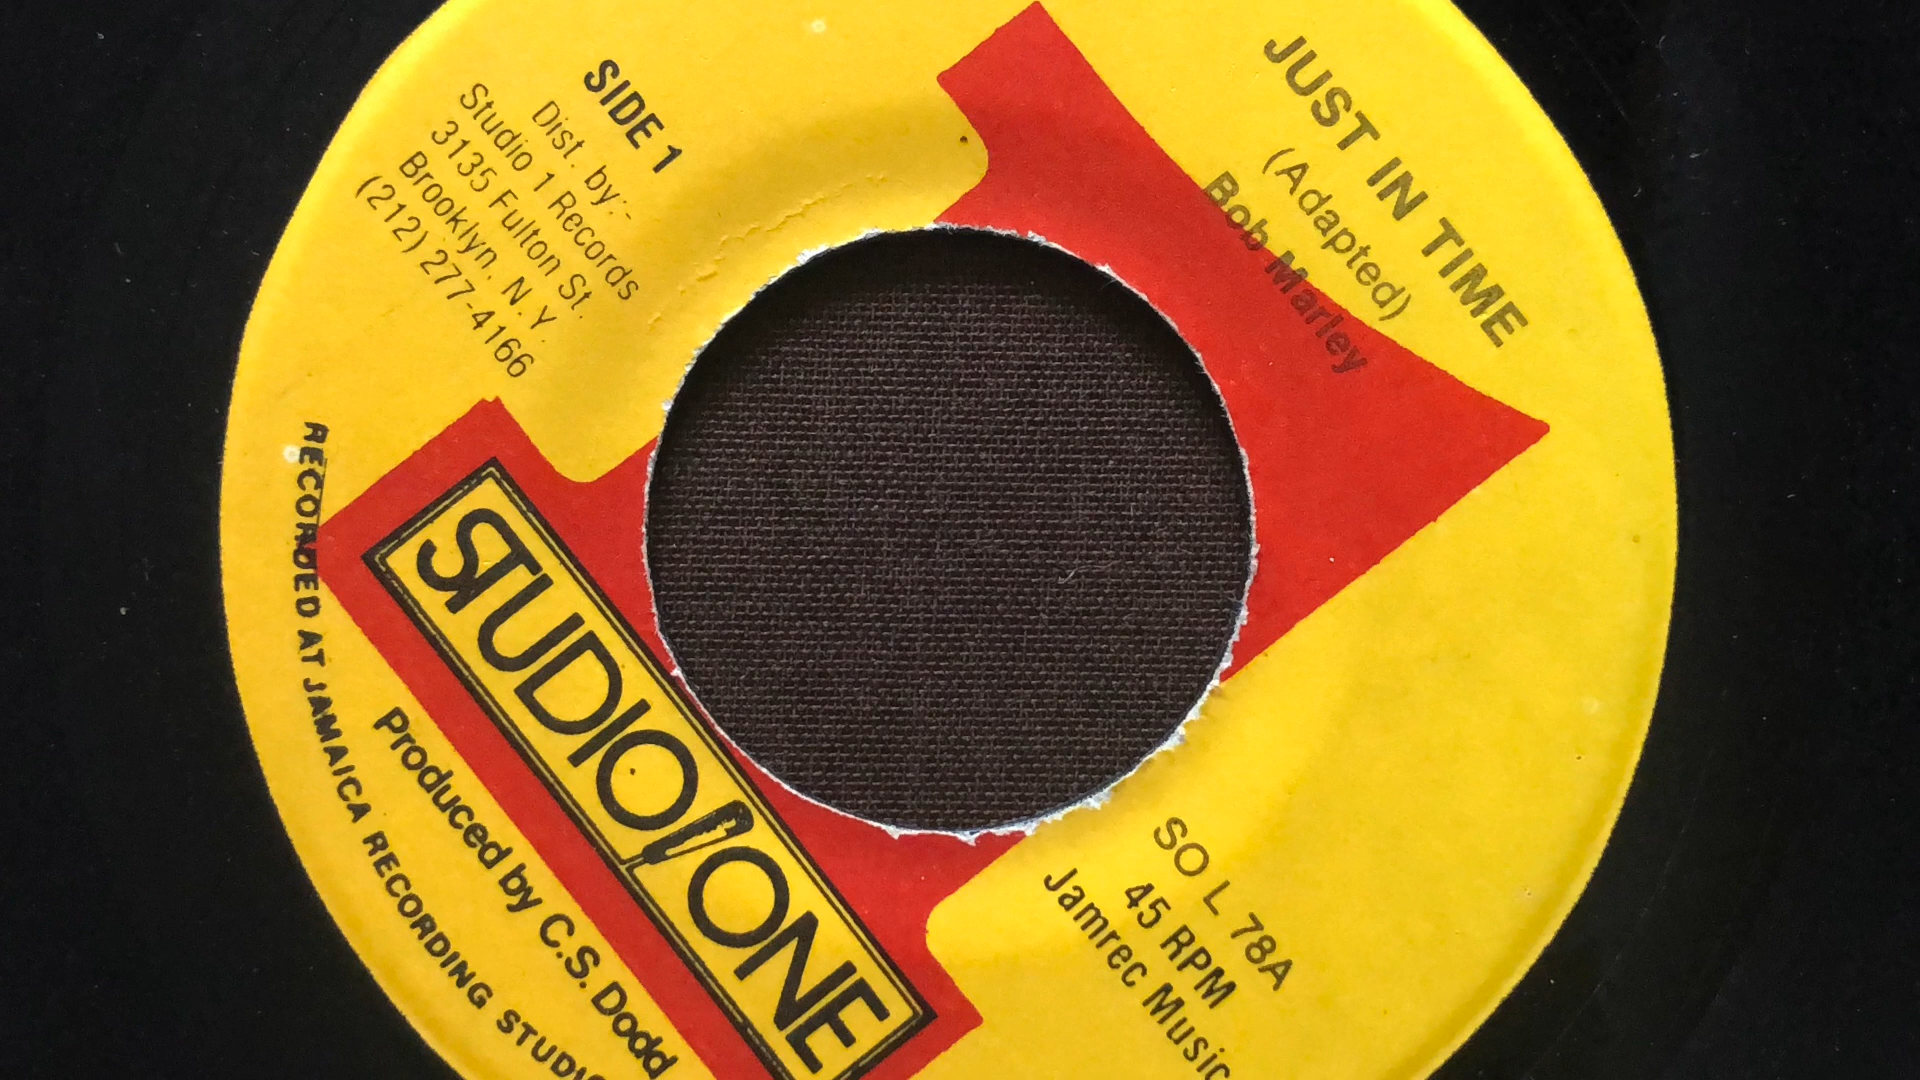 JUST IN TIME
(Adapted)
Bob Marley
SIDE 1
Dist. by:-
Studio 1 Records
3135 Fulton St.
Brooklyn. N.Y.
(212) 277-4166
SO L 78A
45 RPM
Jamrec Music
STUDIO ONE
Produced by C.S. Dodd
RECORDED AT JAMAICA RECORDING STUDIO